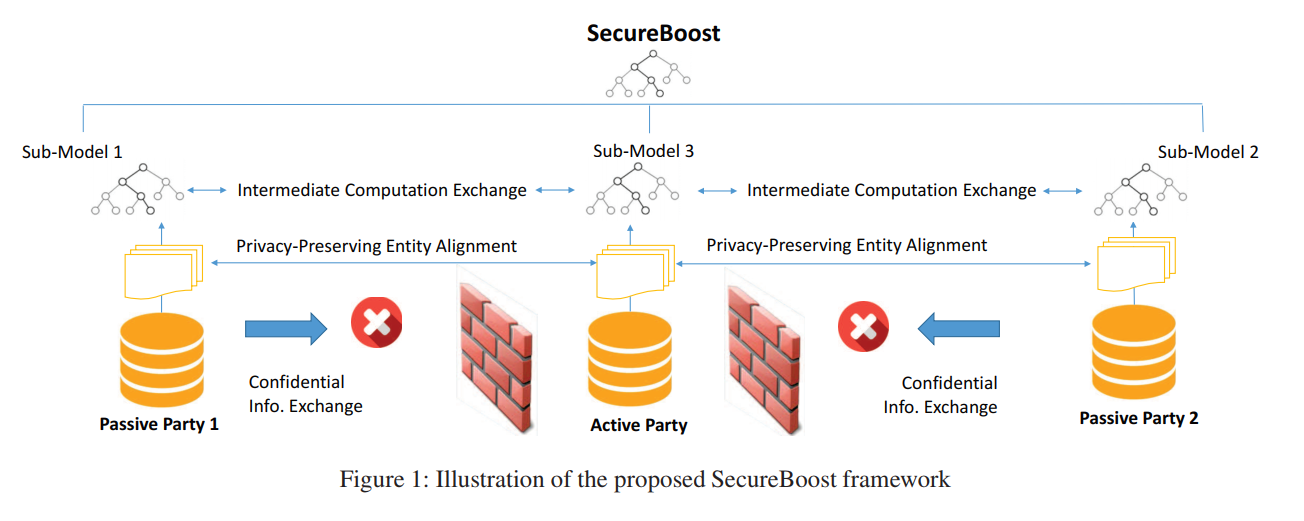 SecureBoost
Sub-Model 1
Sub-Model 3
Sub-Model 2
Intermediate Computation Exchange
Intermediate Computation Exchange
Privacy-Preserving Entity Alignment
Privacy-Preserving Entity Alignment
Confidential
Info. Exchange
Confidential
Info. Exchange
Passive Party 1
Active Party
Passive Party 2
Figure 1: Illustration of the proposed SecureBoost framework